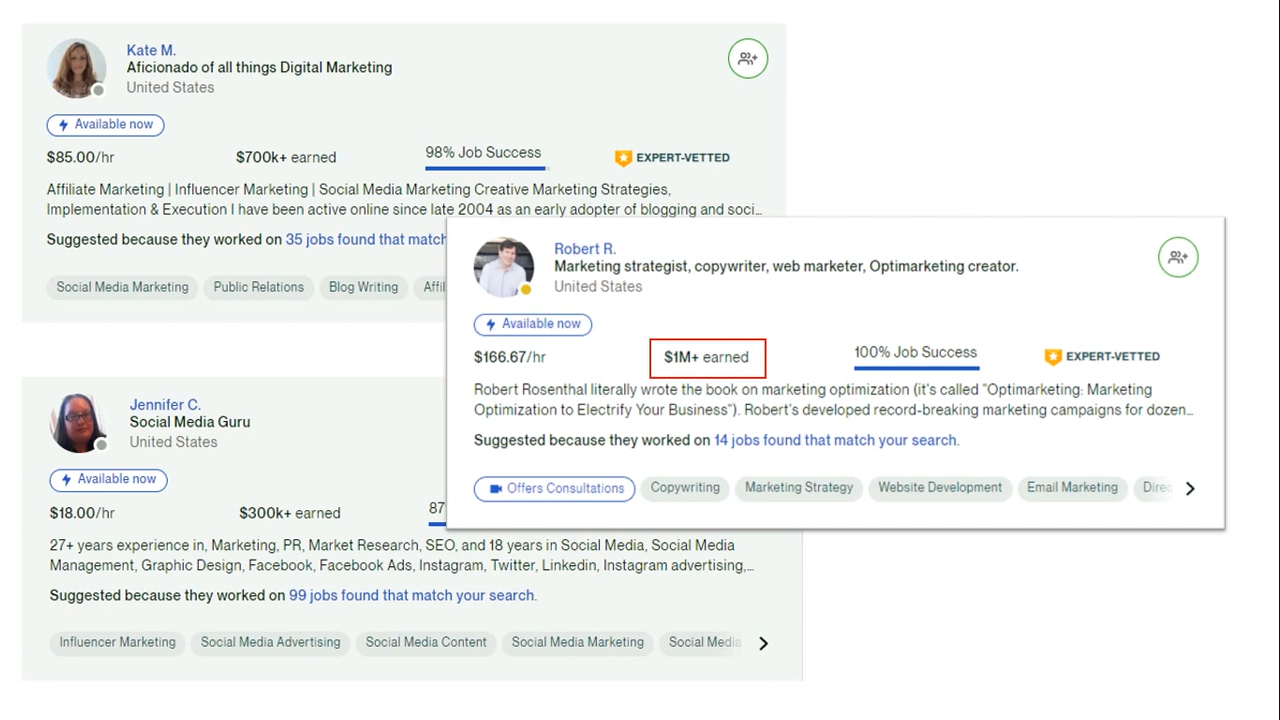 Kate M.
Aficionado of all things Digital Marketing
United States
Available now
$85.00/hr
$700k+ earned
98% Job Success
EXPERT-VETTED
Affiliate Marketing | Influencer Marketing | Social Media Marketing Creative Marketing Strategies,
Implementation & Execution I have been active online since late 2004 as an early adopter of blogging and soci...
Suggested because they worked on 35 jobs found that match
Social Media Marketing
Public Relations
Blog Writing
Affil
Robert R.
Marketing strategist, copywriter, web marketer, Optimarketing creator.
United States
Available now
$166.67/hr
$1M+ earned
100% Job Success
EXPERT-VETTED
Robert Rosenthal literally wrote the book on marketing optimization (it's called "Optimarketing: Marketing
Optimization to Electrify Your Business"). Robert's developed record-breaking marketing campaigns for dozen...
Suggested because they worked on 14 jobs found that match your search.
Offers Consultations
Copywriting
Marketing Strategy
Website Development
Email Marketing
Direc
Jennifer C.
Social Media Guru
United States
Available now
$18.00/hr
$300k+ earned
87
27+ years experience in, Marketing, PR, Market Research, SEO, and 18 years in Social Media, Social Media
Management, Graphic Design, Facebook, Facebook Ads, Instagram, Twitter, Linkedin, Instagram advertising,...
Suggested because they worked on 99 jobs found that match your search.
Influencer Marketing
Social Media Advertising
Social Media Content
Social Media Marketing
Social Media